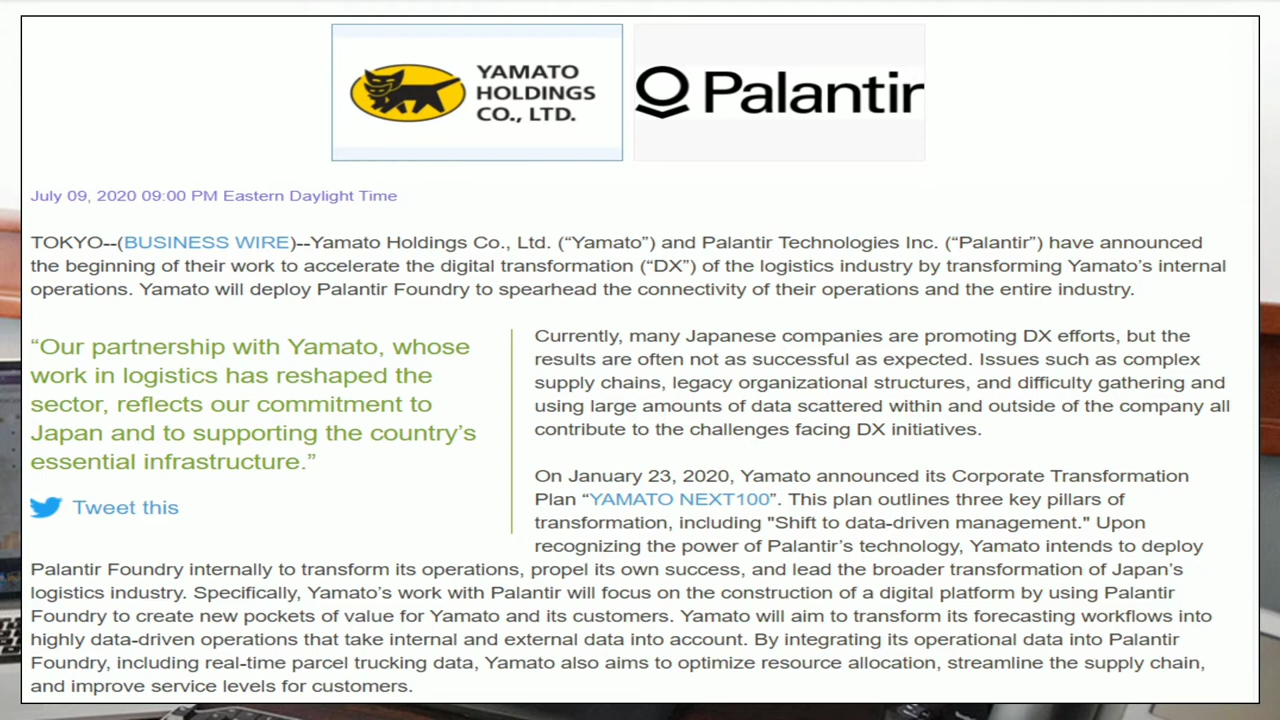 YAMATO
HOLDINGS
CO., LTD.
Palantir
July 09, 2020 09:00 PM Eastern Daylight Time
TOKYO--(BUSINESS WIRE)--Yamato Holdings Co., Ltd. (“Yamato”) and Palantir Technologies Inc. (“Palantir”) have announced
the beginning of their work to accelerate the digital transformation (“DX”) of the logistics industry by transforming Yamato’s internal
operations. Yamato will deploy Palantir Foundry to spearhead the connectivity of their operations and the entire industry.
“Our partnership with Yamato, whose
work in logistics has reshaped the
sector, reflects our commitment to
Japan and to supporting the country’s
essential infrastructure.”
Tweet this
Currently, many Japanese companies are promoting DX efforts, but the
results are often not as successful as expected. Issues such as complex
supply chains, legacy organizational structures, and difficulty gathering and
using large amounts of data scattered within and outside of the company all
contribute to the challenges facing DX initiatives.
On January 23, 2020, Yamato announced its Corporate Transformation
Plan “YAMATO NEXT100”. This plan outlines three key pillars of
transformation, including "Shift to data-driven management." Upon
recognizing the power of Palantir’s technology, Yamato intends to deploy
Palantir Foundry internally to transform its operations, propel its own success, and lead the broader transformation of Japan’s
logistics industry. Specifically, Yamato’s work with Palantir will focus on the construction of a digital platform by using Palantir
Foundry to create new pockets of value for Yamato and its customers. Yamato will aim to transform its forecasting workflows into
highly data-driven operations that take internal and external data into account. By integrating its operational data into Palantir
Foundry, including real-time parcel trucking data, Yamato also aims to optimize resource allocation, streamline the supply chain,
and improve service levels for customers.